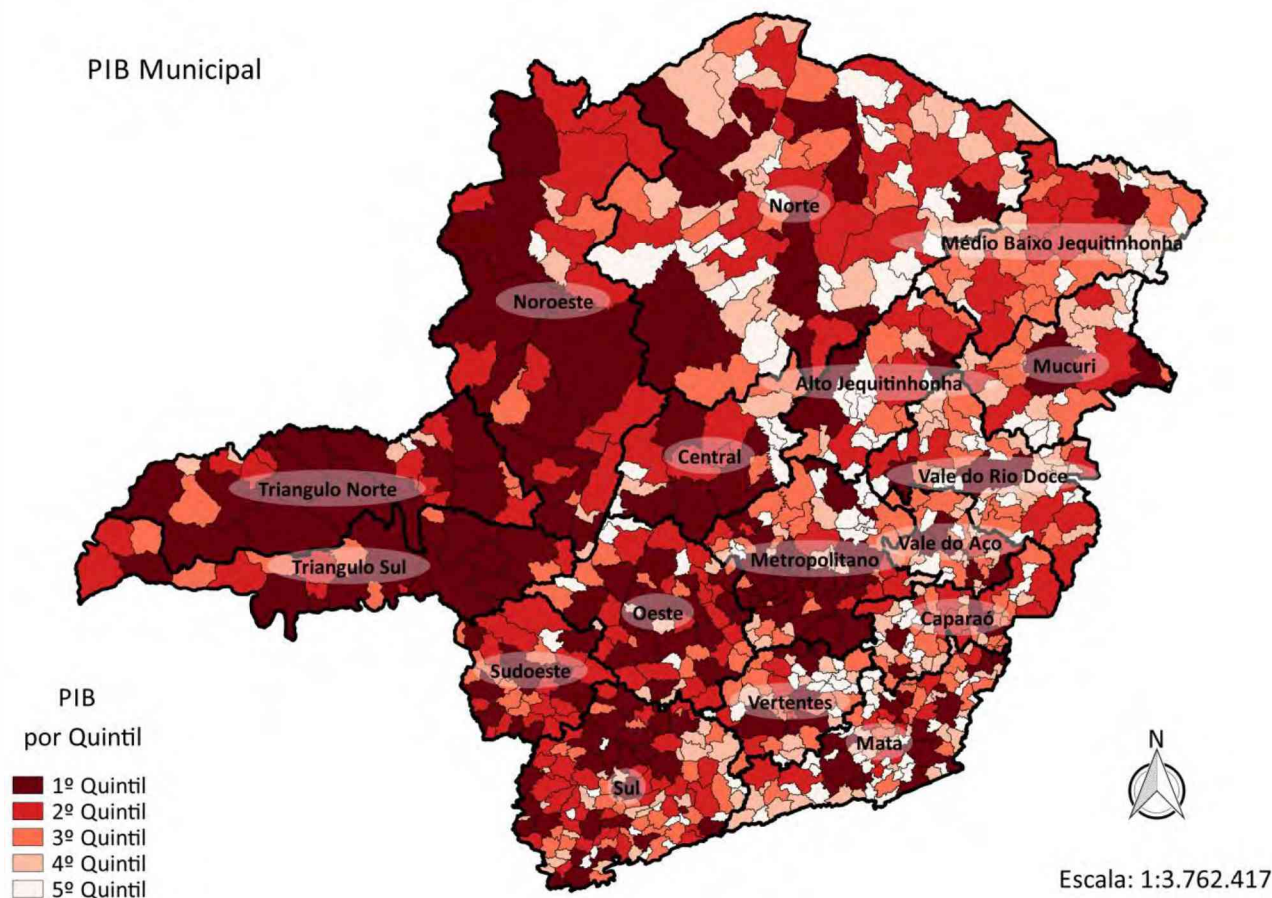 PIB Municipal
Norte
Médio Baixo Jequitinhonha
Noroeste
Mucuri
Alto Jequitinhonha
Central
Vale do Rio Doce
Triangulo Norte
Vale do Aço
Metropolitano
Triangulo Sul
Oeste
Caparaó
Sudoeste
Vertentes
Mata
Sul
PIB
por Quintil
1º Quintil
2º Quintil
3º Quintil
4º Quintil
5º Quintil
N
Escala: 1:3.762.417